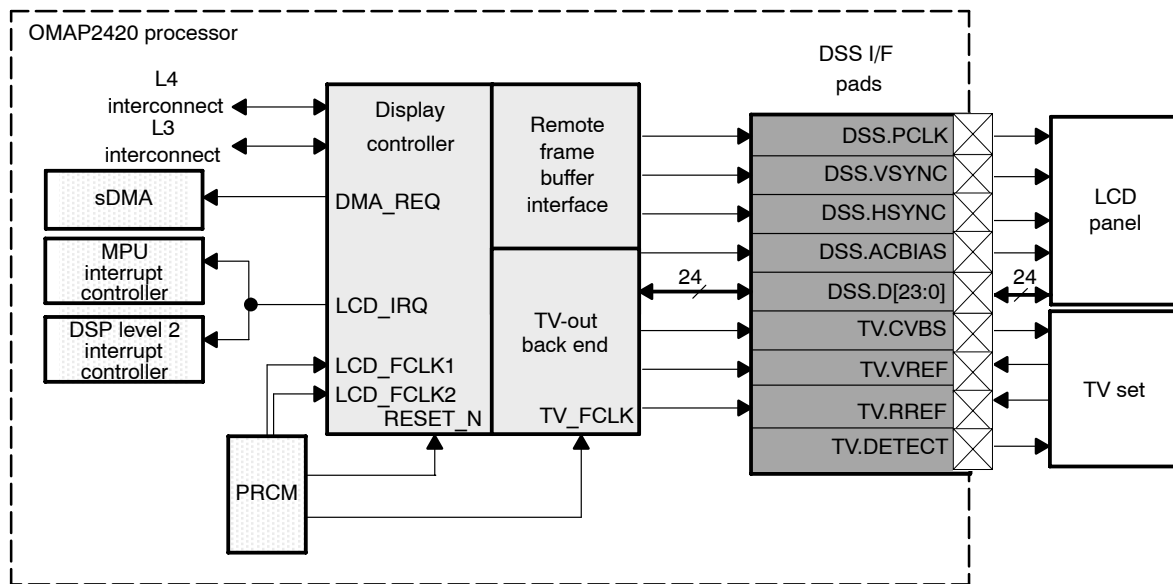 OMAP2420 processor
DSS I/F
pads
L4
interconnect
L3
interconnect
sDMA
MPU
interrupt
controller
DSP level 2
interrupt
controller
PRCM
Display
controller
DMA_REQ
LCD_IRQ
LCD_FCLK1
LCD_FCLK2
RESET_N
Remote
frame
buffer
interface
TV-out
back end
TV_FCLK
24
DSS.PCLK
DSS.VSYNC
DSS.HSYNC
DSS.ACBIAS
DSS.D[23:0]
TV.CVBS
TV.VREF
TV.RREF
TV.DETECT
24
LCD
panel
TV set